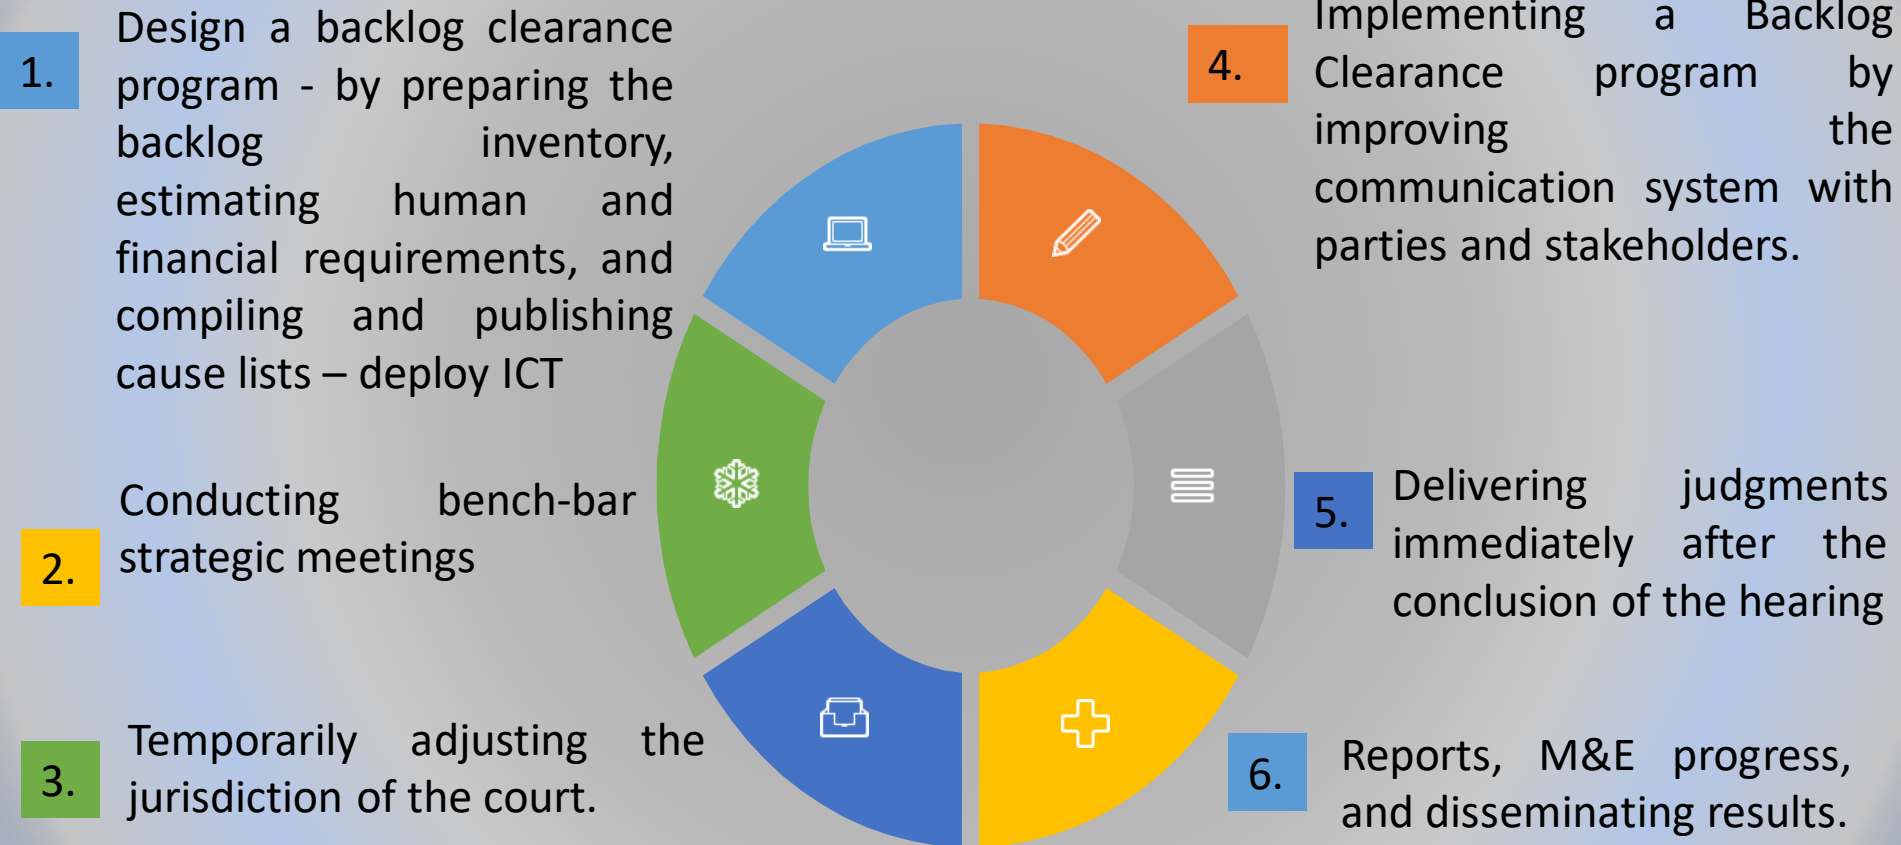 1.
Design a backlog clearance
program - by preparing the
backlog inventory,
estimating human and
financial requirements, and
compiling and publishing
cause lists – deploy ICT
2.
Conducting bench-bar
strategic meetings
3.
Temporarily adjusting the
jurisdiction of the court.
4.
Implementing a Backlog
Clearance program by
improving the
communication system with
parties and stakeholders.
5.
Delivering judgments
immediately after the
conclusion of the hearing
6.
Reports, M&E progress,
and disseminating results.